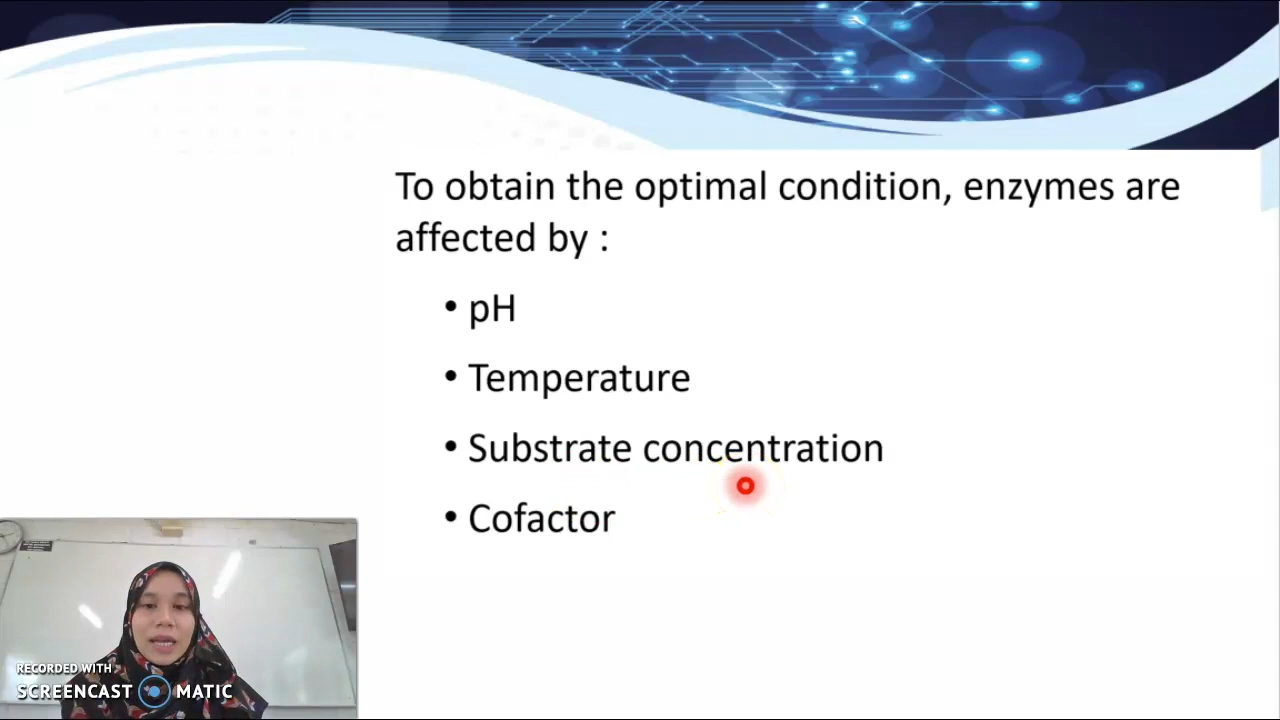 To obtain the optimal condition, enzymes are
affected by :
• pH
• Temperature
• Substrate concentration
• Cofactor
RECORDED WITH
SCREENCAST MATIC